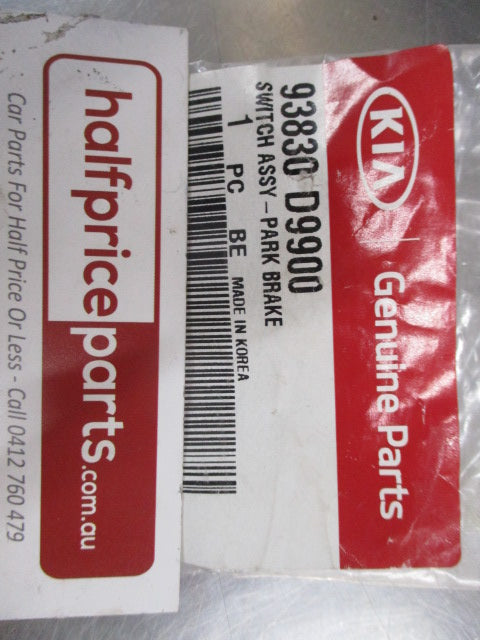 KIA Genuine Parts
93830 D9900
SWITCH ASSY-PARK BRAKE
1 PC BE MADE IN KOREA
halfpriceparts.com.au
Car Parts For Half Price Or Less - Call 0412 760 479